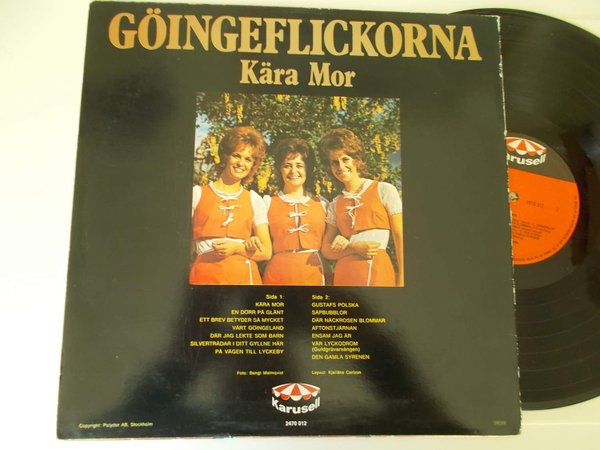 GÖINGEFLICKORNA
Kära Mor
Sida 1:
KÄRA MOR
EN DÖRR PÅ GLÄNT
ETT BREV BETYDER SÅ MYCKET
VÅRT GÖINGELAND
DÄR JAG LEKTE SOM BARN
SILVERTRÅDAR I DITT GYLLNE HÅR
PÅ VÄGEN TILL LYCKEBY
Sida 2:
GUSTAFS POLSKA
SÅPBUBBLOR
DÄR NÄCKROSEN BLOMMAR
AFTONSTJÄRNAN
ENSAM JAG ÄR
VÅR LYCKODRÖM
(Guldgrävarsången)
DEN GAMLA SYRENEN
Foto: Bengt Malmqvist
Layout: Kjellåke Carlson
Karusell
2470 012
Copyright: Polydor AB, Stockholm
Karusell
2470 012